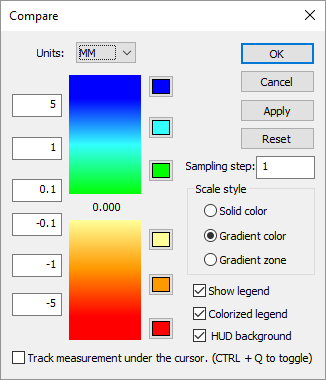 Compare
Units: MM
OK
Cancel
5
Apply
1
Reset
Sampling step: 1
0.1
Scale style
0.000
Solid color
-0.1
Gradient color
-1
Gradient zone
-5
Show legend
Colorized legend
HUD background
Track measurement under the cursor. (CTRL + Q to toggle)